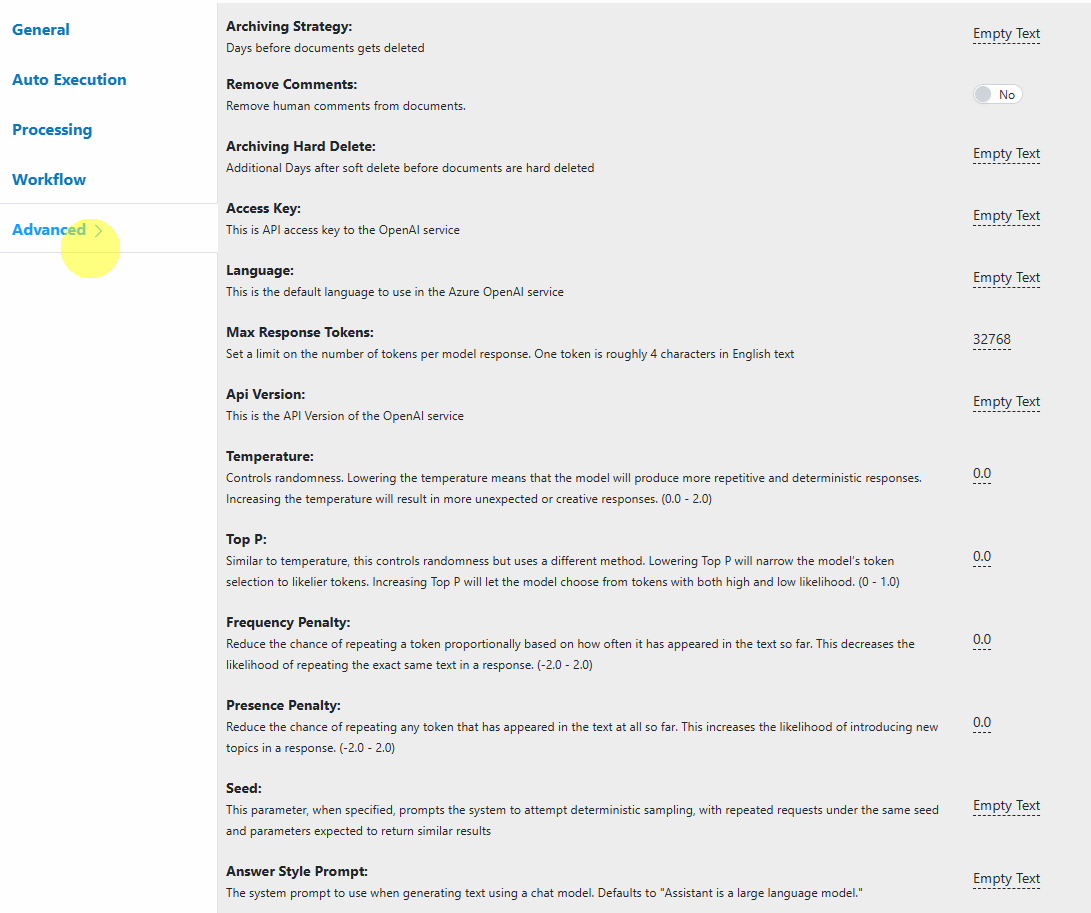 General
Auto Execution
Processing
Workflow
Advanced
Archiving Strategy:
Days before documents gets deleted
Empty Text
Remove Comments:
Remove human comments from documents.
No
Archiving Hard Delete:
Additional Days after soft delete before documents are hard deleted
Empty Text
Access Key:
This is API access key to the OpenAI service
Empty Text
Language:
This is the default language to use in the Azure OpenAI service
Empty Text
Max Response Tokens:
Set a limit on the number of tokens per model response. One token is roughly 4 characters in English text
32768
Api Version:
This is the API Version of the OpenAI service
Empty Text
Temperature:
Controls randomness. Lowering the temperature means that the model will produce more repetitive and deterministic responses.
Increasing the temperature will result in more unexpected or creative responses. (0.0 - 2.0)
0.0
Top P:
Similar to temperature, this controls randomness but uses a different method. Lowering Top P will narrow the model's token
selection to likelier tokens. Increasing Top P will let the model choose from tokens with both high and low likelihood. (0 - 1.0)
0.0
Frequency Penalty:
Reduce the chance of repeating a token proportionally based on how often it has appeared in the text so far. This decreases the
likelihood of repeating the exact same text in a response. (-2.0 - 2.0)
0.0
Presence Penalty:
Reduce the chance of repeating any token that has appeared in the text at all so far. This increases the likelihood of introducing new
topics in a response. (-2.0 - 2.0)
0.0
Seed:
This parameter, when specified, prompts the system to attempt deterministic sampling, with repeated requests under the same seed
and parameters expected to return similar results
Empty Text
Answer Style Prompt:
The system prompt to use when generating text using a chat model. Defaults to "Assistant is a large language model."
Empty Text